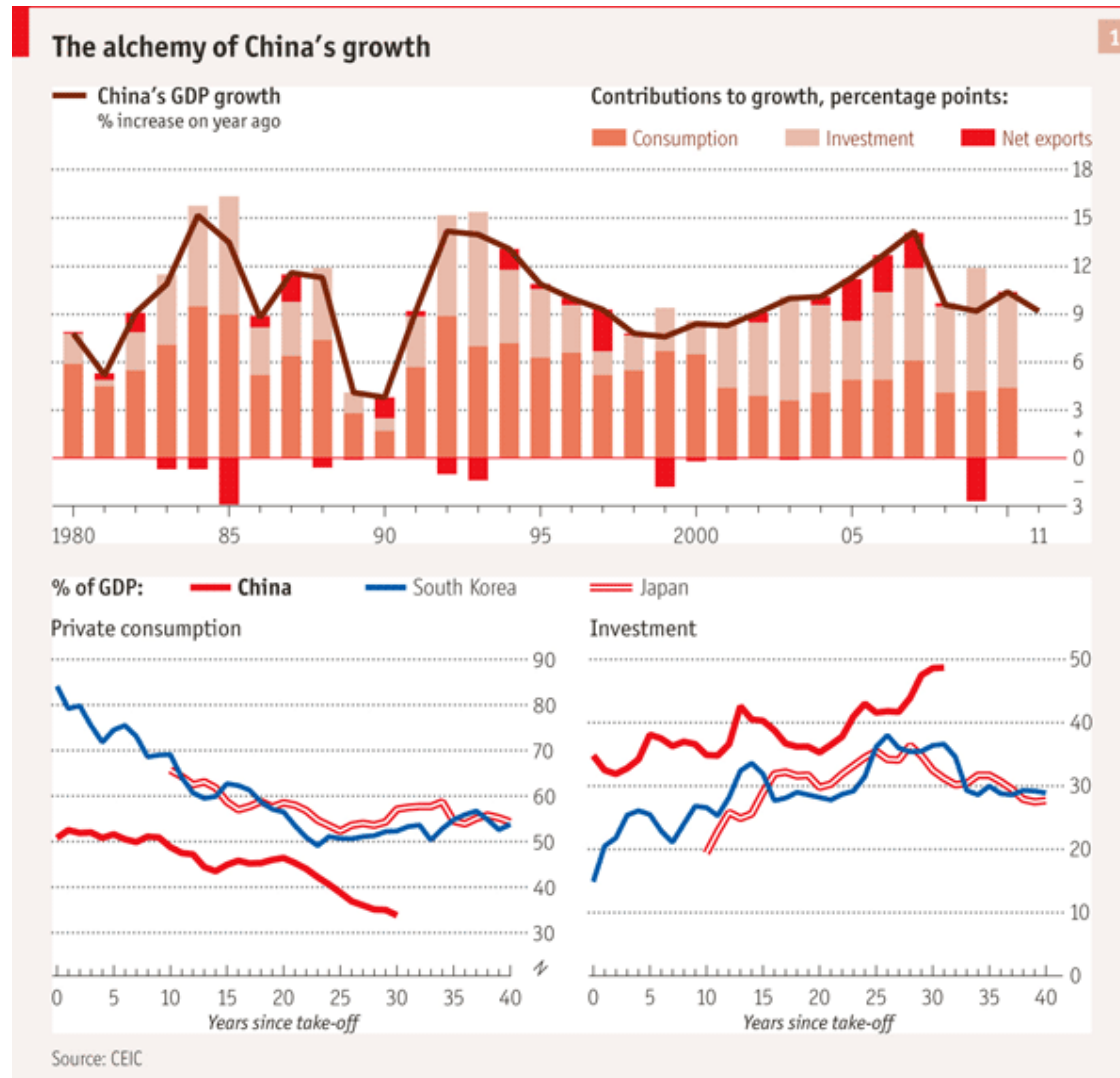 The alchemy of China's growth
1
China's GDP growth
% increase on year ago
Contributions to growth, percentage points:
Consumption Investment Net exports
18
15
12
9
6
3
+
0
–
3
1980 85 90 95 2000 05 11
% of GDP: China South Korea Japan
Private consumption
90
80
70
60
50
40
30
0 5 10 15 20 25 30 35 40
Years since take-off
Investment
50
40
30
20
10
0
0 5 10 15 20 25 30 35 40
Years since take-off
Source: CEIC